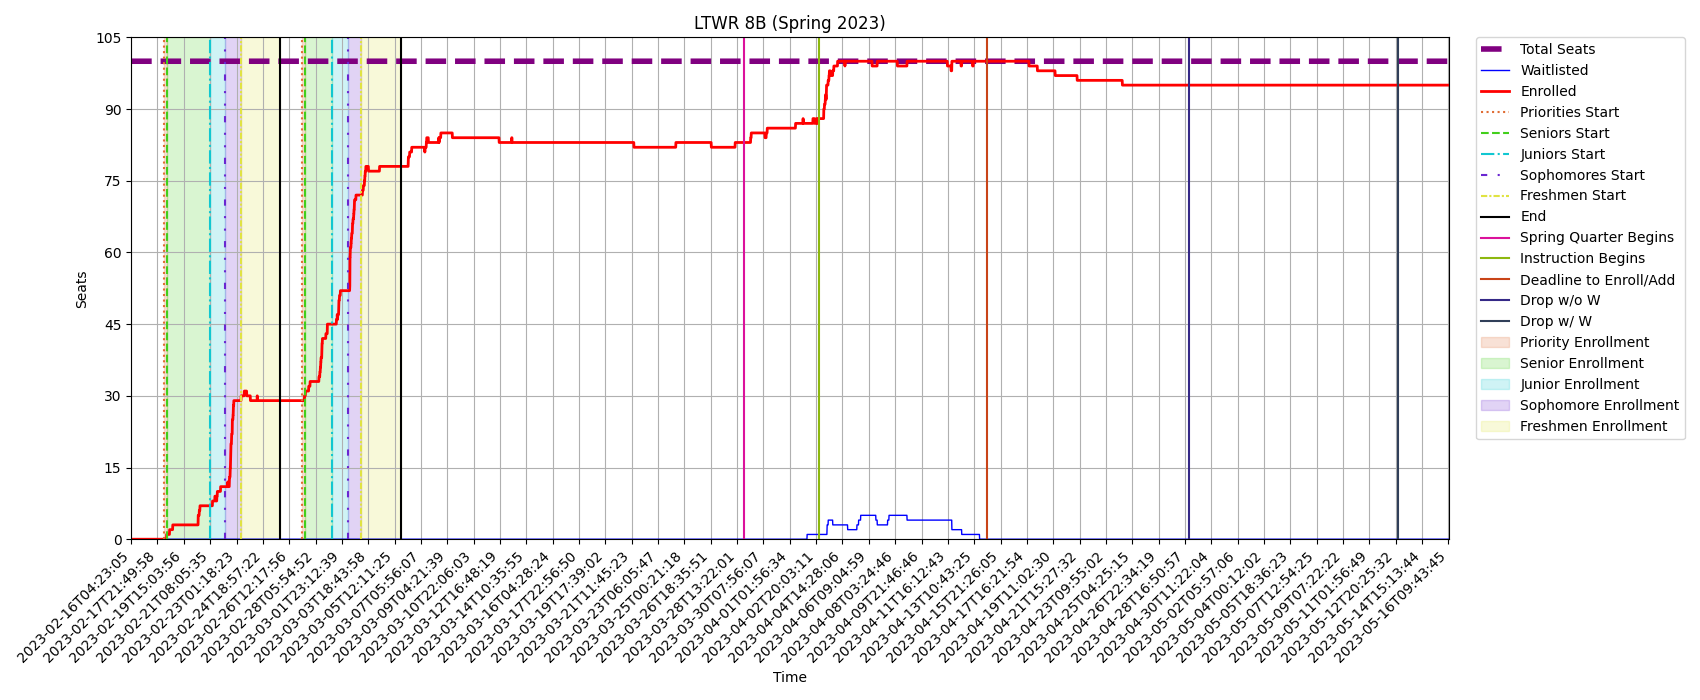 LTWR 8B (Spring 2023)
105
90
75
60
45
30
15
0
Seats
2023-02-16T04:23:05
2023-02-17T21:49:58
2023-02-19T15:03:56
2023-02-21T08:05:35
2023-02-23T01:18:23
2023-02-24T18:57:22
2023-02-26T12:17:56
2023-02-28T05:54:52
2023-03-01T23:12:39
2023-03-03T18:43:58
2023-03-05T12:11:25
2023-03-07T05:56:07
2023-03-09T04:21:39
2023-03-10T22:06:03
2023-03-12T16:48:19
2023-03-14T10:35:55
2023-03-16T04:28:24
2023-03-17T22:56:50
2023-03-19T17:39:02
2023-03-21T11:45:23
2023-03-23T06:05:47
2023-03-25T00:21:18
2023-03-26T18:35:51
2023-03-28T13:22:01
2023-03-30T07:56:07
2023-04-01T01:56:34
2023-04-02T20:03:11
2023-04-04T14:28:06
2023-04-06T09:04:59
2023-04-08T03:24:46
2023-04-09T21:46:46
2023-04-11T16:12:43
2023-04-13T10:43:25
2023-04-15T21:26:05
2023-04-17T16:21:54
2023-04-19T11:02:30
2023-04-21T15:27:32
2023-04-23T09:55:02
2023-04-25T04:25:15
2023-04-26T22:34:19
2023-04-28T16:50:57
2023-04-30T11:22:04
2023-05-02T05:57:06
2023-05-04T00:12:02
2023-05-05T18:36:23
2023-05-07T12:54:25
2023-05-09T07:22:22
2023-05-11T01:56:49
2023-05-12T20:25:32
2023-05-14T15:13:44
2023-05-16T09:43:45
Time
Total Seats
Waitlisted
Enrolled
Priorities Start
Seniors Start
Juniors Start
Sophomores Start
Freshmen Start
End
Spring Quarter Begins
Instruction Begins
Deadline to Enroll/Add
Drop w/o W
Drop w/ W
Priority Enrollment
Senior Enrollment
Junior Enrollment
Sophomore Enrollment
Freshmen Enrollment